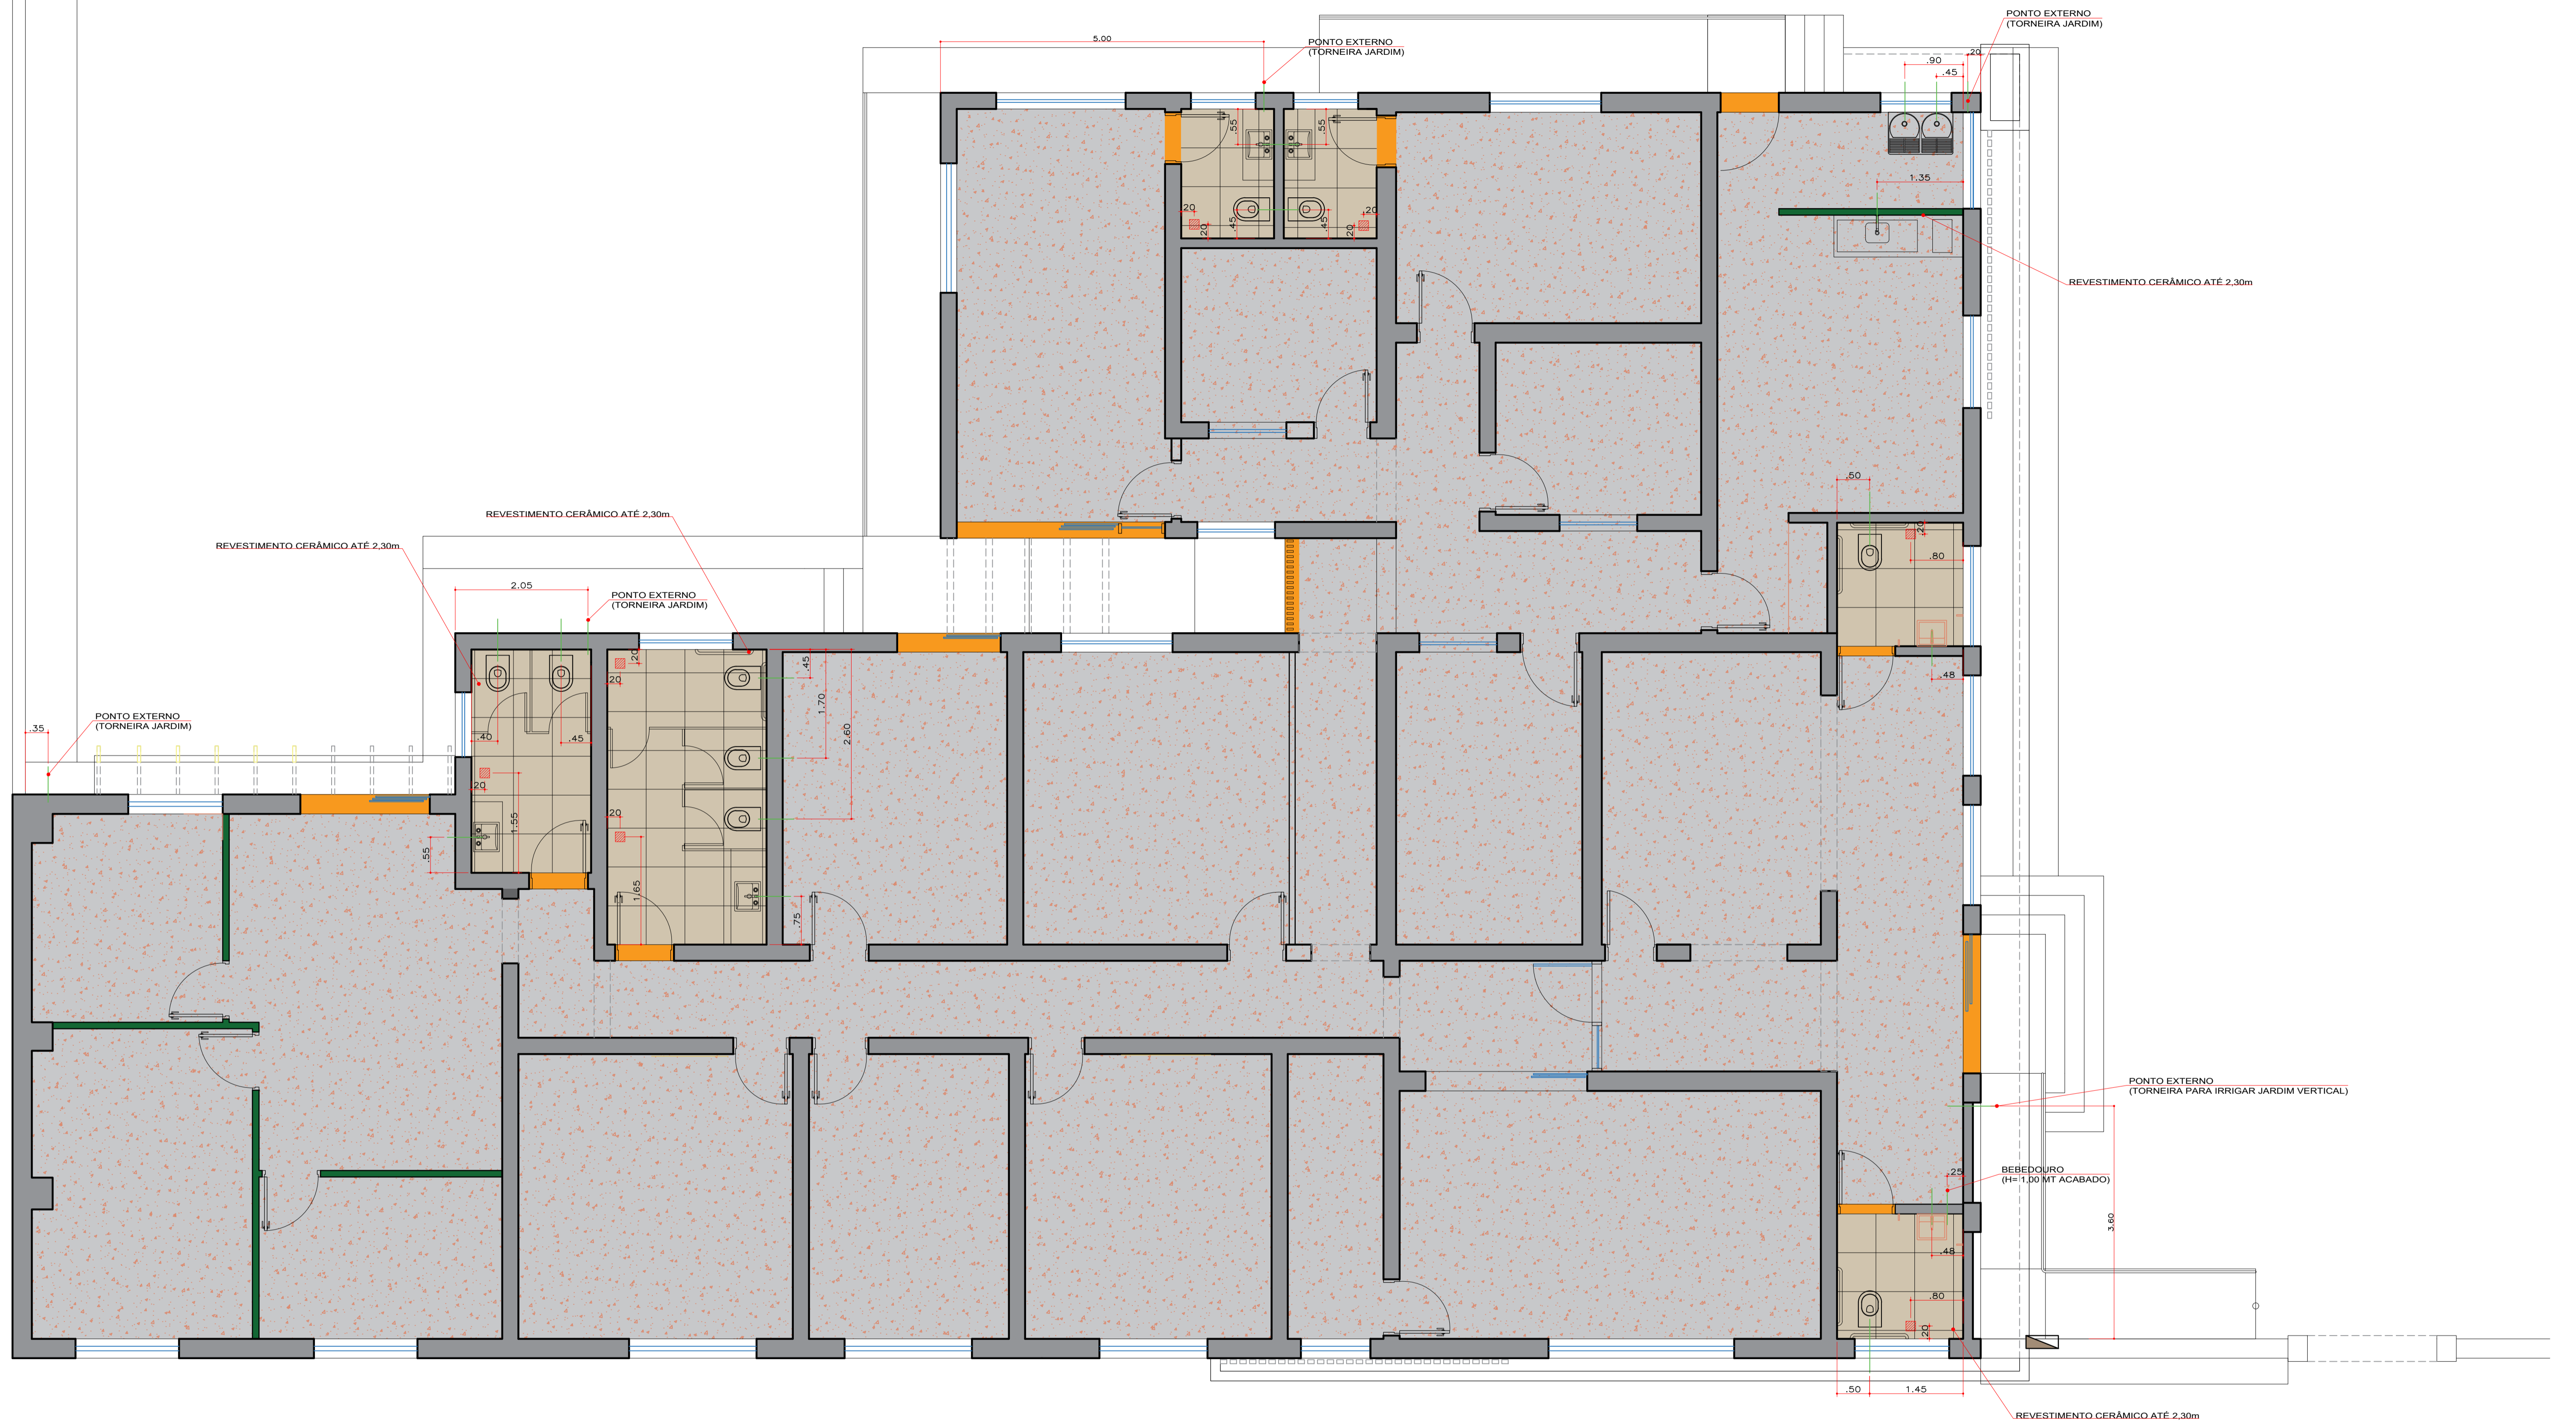 PONTO EXTERNO
(TORNEIRA JARDIM)
5.00
PONTO EXTERNO
(TORNEIRA JARDIM)
.20
.90
.45
.55
.55
1.35
.20
.45
.20
.45
.20
.20
REVESTIMENTO CERÂMICO ATÉ 2,30m
.50
.20
.80
REVESTIMENTO CERÂMICO ATÉ 2,30m
REVESTIMENTO CERÂMICO ATÉ 2,30m
2.05
PONTO EXTERNO
(TORNEIRA JARDIM)
.20
.45
.20
.48
1.70
2.60
PONTO EXTERNO
(TORNEIRA JARDIM)
.35
.40
.45
.20
.20
1.55
.55
1.65
.75
PONTO EXTERNO
(TORNEIRA PARA IRRIGAR JARDIM VERTICAL)
BEBEDOURO
(H= 1,00 MT ACABADO)
.25
3.60
.48
.80
.20
.50
1.45
REVESTIMENTO CERÂMICO ATÉ 2,30m